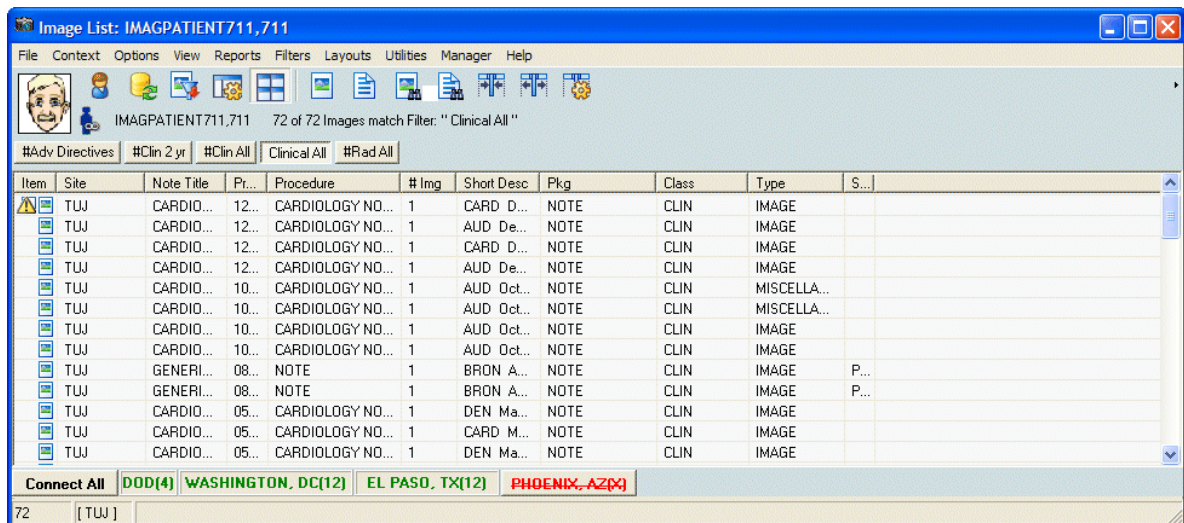 Image List: IMAGPATIENT711,711
File Context Options View Reports Filters Layouts Utilities Manager Help
IMAGPATIENT711,711 72 of 72 Images match Filter: " Clinical All "
#Adv Directives #Clin 2 yr #Clin All Clinical All #Rad All
Item Site Note Title Pr... Procedure # Img Short Desc Pkg Class Type S...
TUJ CARDIO... 12... CARDIOLOGY NO... 1 CARD D... NOTE CLIN IMAGE
TUJ CARDIO... 12... CARDIOLOGY NO... 1 AUD De... NOTE CLIN IMAGE
TUJ CARDIO... 12... CARDIOLOGY NO... 1 CARD D... NOTE CLIN IMAGE
TUJ CARDIO... 12... CARDIOLOGY NO... 1 AUD De... NOTE CLIN IMAGE
TUJ CARDIO... 10... CARDIOLOGY NO... 1 AUD Oct... NOTE CLIN MISCELLA...
TUJ CARDIO... 10... CARDIOLOGY NO... 1 AUD Oct... NOTE CLIN MISCELLA...
TUJ CARDIO... 10... CARDIOLOGY NO... 1 AUD Oct... NOTE CLIN IMAGE
TUJ CARDIO... 10... CARDIOLOGY NO... 1 AUD Oct... NOTE CLIN IMAGE
TUJ GENERI... 08... NOTE 1 BRON A... NOTE CLIN IMAGE P...
TUJ GENERI... 08... NOTE 1 BRON A... NOTE CLIN IMAGE P...
TUJ CARDIO... 05... CARDIOLOGY NO... 1 DEN Ma... NOTE CLIN IMAGE
TUJ CARDIO... 05... CARDIOLOGY NO... 1 CARD M... NOTE CLIN IMAGE
TUJ CARDIO... 05... CARDIOLOGY NO... 1 DEN Ma... NOTE CLIN IMAGE
Connect All DOD(4) WASHINGTON, DC(12) EL PASO, TX(12) PHOENIX, AZ(X)
72 [ TUJ ]